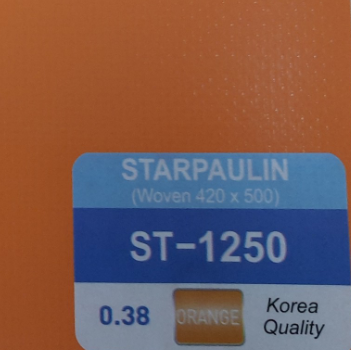 STARPAULIN
(Woven 420 x 500)
ST-1250
0.38 ORANGE Korea
Quality